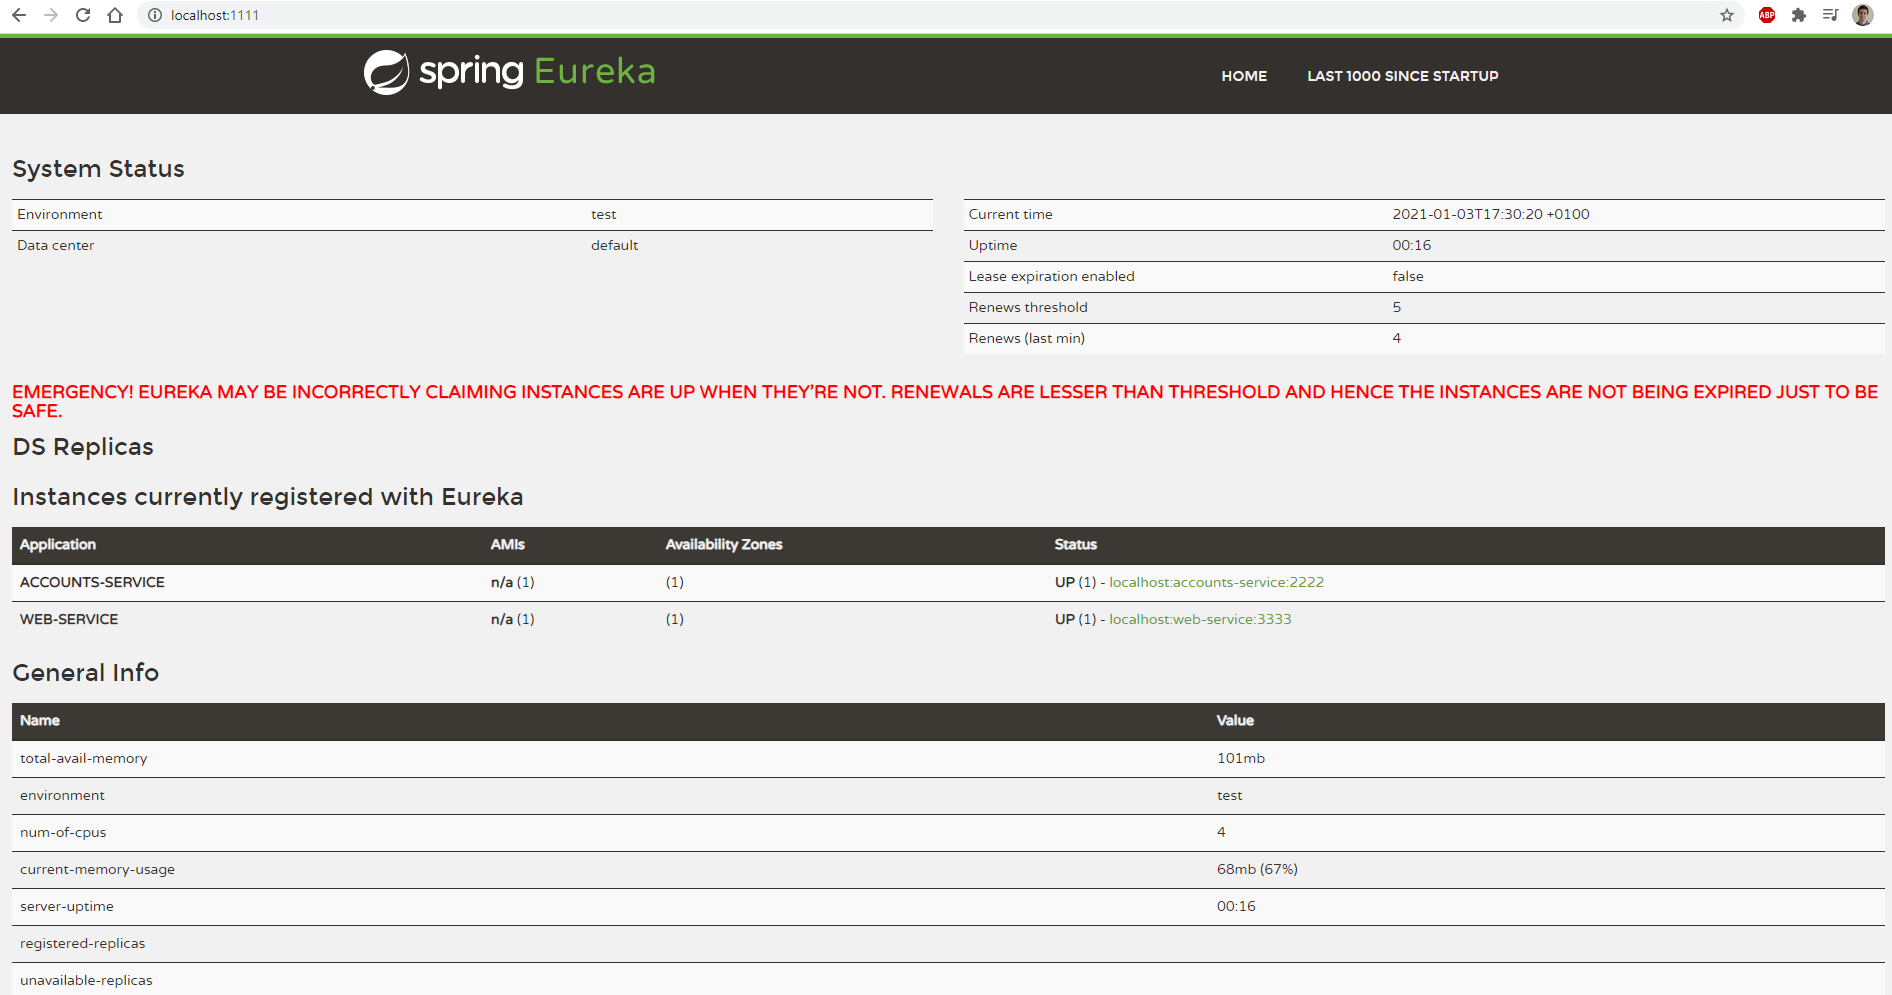 localhost:1111
ABP
spring Eureka
HOME
LAST 1000 SINCE STARTUP
System Status
Environment test
Data center default
Current time 2021-01-03T17:30:20 +0100
Uptime 00:16
Lease expiration enabled false
Renews threshold 5
Renews (last min) 4
EMERGENCY! EUREKA MAY BE INCORRECTLY CLAIMING INSTANCES ARE UP WHEN THEY'RE NOT. RENEWALS ARE LESSER THAN THRESHOLD AND HENCE THE INSTANCES ARE NOT BEING EXPIRED JUST TO BE
SAFE.
DS Replicas
Instances currently registered with Eureka
Application AMIs Availability Zones Status
ACCOUNTS-SERVICE n/a (1) (1) UP (1) - localhost:accounts-service:2222
WEB-SERVICE n/a (1) (1) UP (1) - localhost:web-service:3333
General Info
Name Value
total-avail-memory 101mb
environment test
num-of-cpus 4
current-memory-usage 68mb (67%)
server-uptime 00:16
registered-replicas
unavailable-replicas